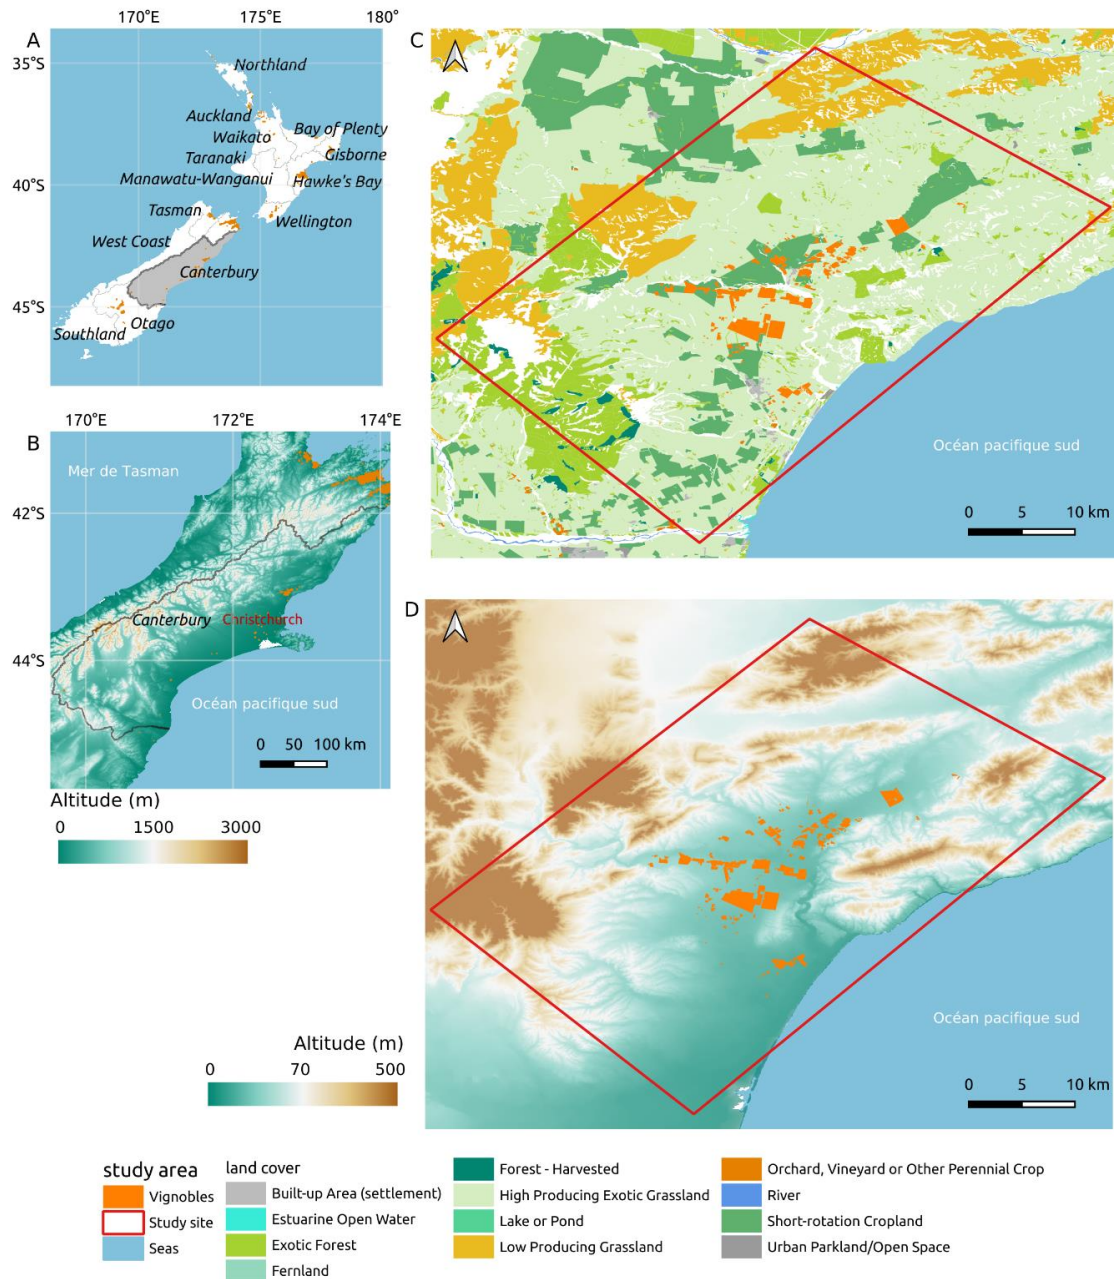 170°E 175°E 180°
A
35°S
40°S
45°S
Northland
Auckland
Waikato
Bay of Plenty
Taranaki
Gisborne
Manawatu-Wanganui
Hawke's Bay
Tasman
Wellington
West Coast
Canterbury
Otago
Southland
170°E 172°E 174°E
B
42°S
44°S
Mer de Tasman
Canterbury
Christchurch
Océan pacifique sud
0 50 100 km
Altitude (m)
0 1500 3000
C
Océan pacifique sud
0 5 10 km
D
Océan pacifique sud
0 5 10 km
Altitude (m)
0 70 500
study area
Vignobles
Study site
Seas
land cover
Built-up Area (settlement)
Estuarine Open Water
Exotic Forest
Fernland
Forest - Harvested
High Producing Exotic Grassland
Lake or Pond
Low Producing Grassland
Orchard, Vineyard or Other Perennial Crop
River
Short-rotation Cropland
Urban Parkland/Open Space